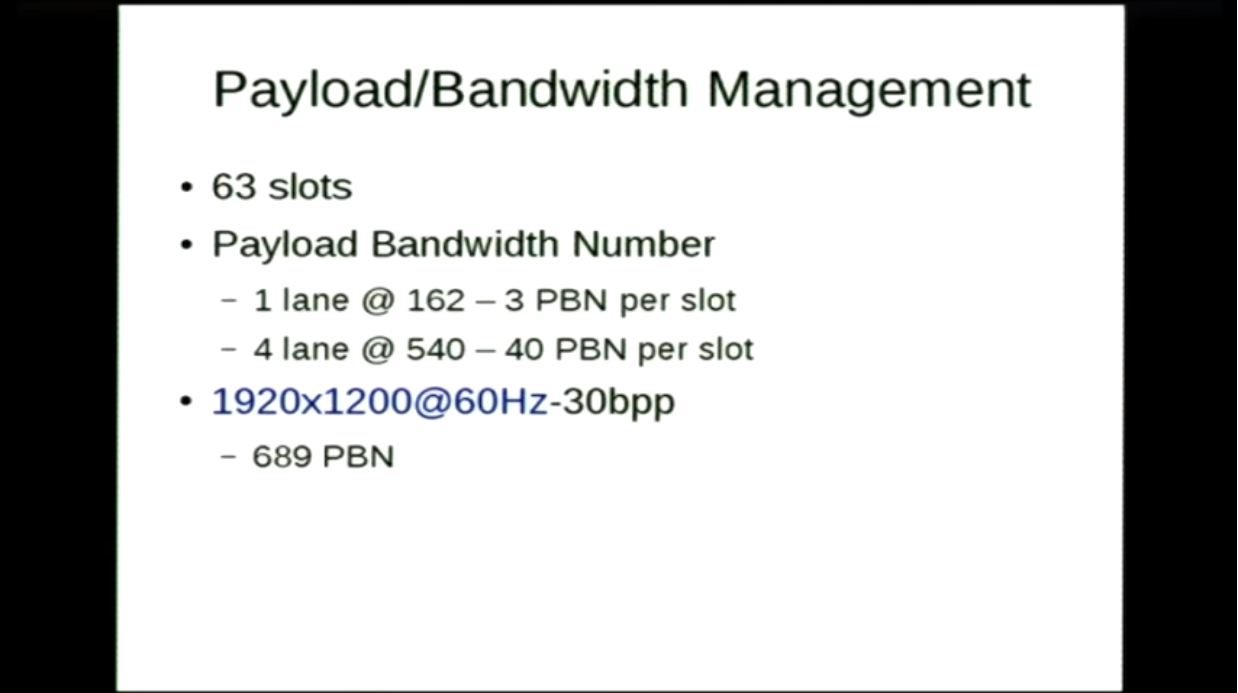 Payload/Bandwidth Management
• 63 slots
• Payload Bandwidth Number
– 1 lane @ 162 – 3 PBN per slot
– 4 lane @ 540 – 40 PBN per slot
• 1920x1200@60Hz-30bpp
– 689 PBN